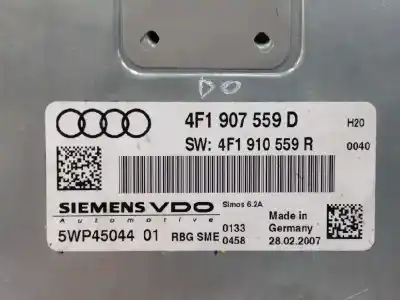 DO
4F1 907 559 D H20
SW: 4F1 910 559 R 0040
SIEMENS VDO Simos 6.2A
Automotive
Made in
5WP45044 01 RBG SME 0133 Germany
0458 28.02.2007